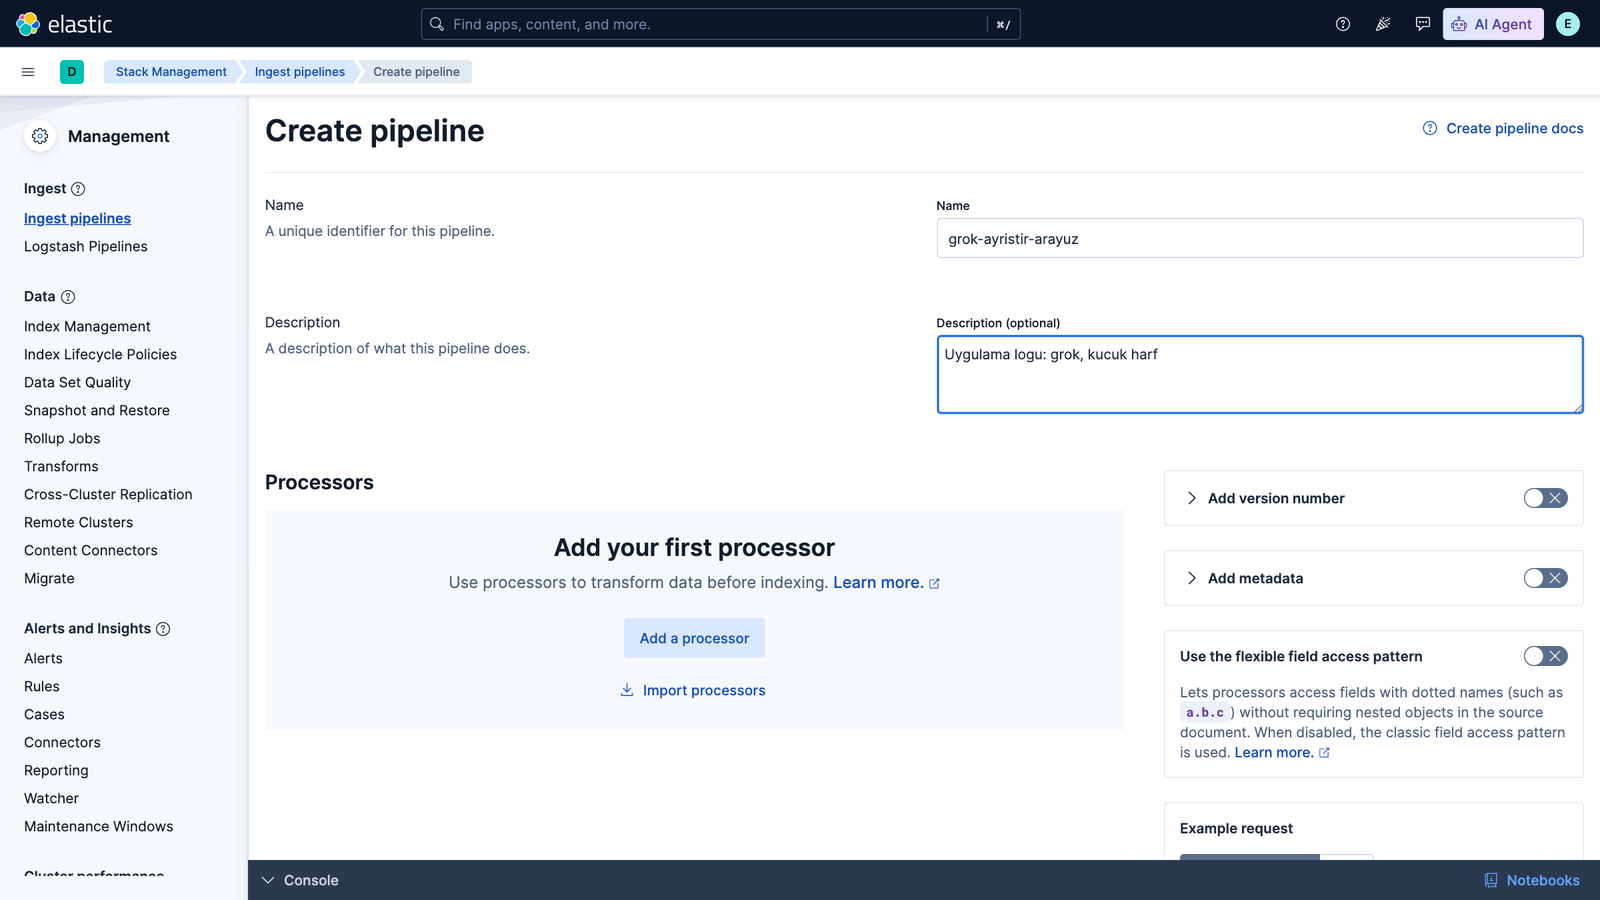 elastic
Find apps, content, and more.
⌘/
AI Agent
E
D
Stack Management
Ingest pipelines
Create pipeline
Management
Ingest
Ingest pipelines
Logstash Pipelines
Data
Index Management
Index Lifecycle Policies
Data Set Quality
Snapshot and Restore
Rollup Jobs
Transforms
Cross-Cluster Replication
Remote Clusters
Content Connectors
Migrate
Alerts and Insights
Alerts
Rules
Cases
Connectors
Reporting
Watcher
Maintenance Windows
Cluster performance
Create pipeline
Create pipeline docs
Name
A unique identifier for this pipeline.
Name
grok-ayristir-arayuz
Description
A description of what this pipeline does.
Description (optional)
Uygulama logu: grok, kucuk harf
Processors
Add your first processor
Use processors to transform data before indexing. Learn more.
Add a processor
Import processors
Add version number
Add metadata
Use the flexible field access pattern
Lets processors access fields with dotted names (such as
a.b.c ) without requiring nested objects in the source
document. When disabled, the classic field access pattern
is used. Learn more.
Example request
Console
Notebooks